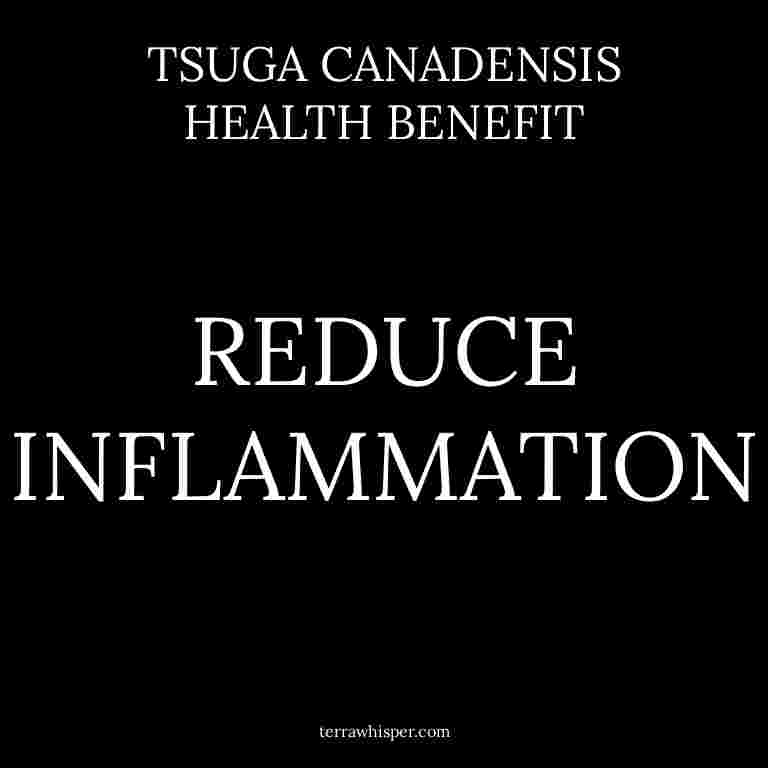 TSUGA CANADENSIS
HEALTH BENEFIT
REDUCE
INFLAMMATION
terrawhisper.com